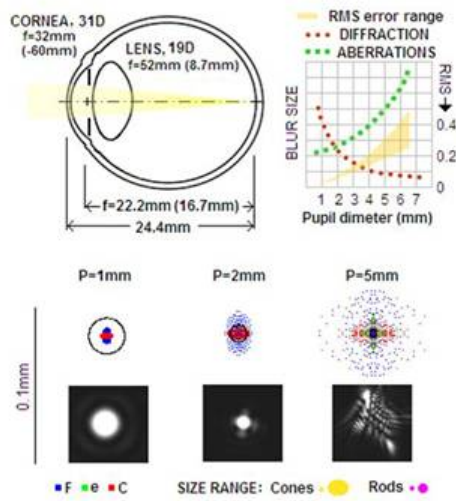 CORNEA, 31D
f=32mm
(-60mm)
LENS, 19D
f=52mm (8.7mm)
f=22.2mm (16.7mm)
24.4mm
RMS error range
DIFFRACTION
ABERRATIONS
BLUR SIZE
RMS
0.4
0.2
0
1 2 3 4 5 6 7
Pupil dimeter (mm)
P=1mm
P=2mm
P=5mm
0.1mm
F e C
SIZE RANGE: Cones Rods